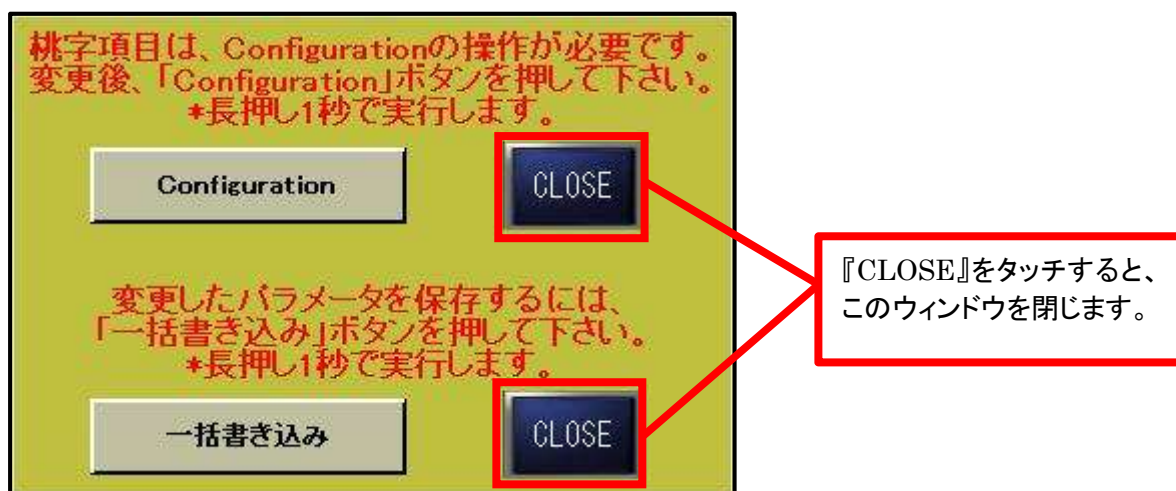 桃字項目は、Configurationの操作が必要です。
変更後、「Configuration」ボタンを押して下さい。
*長押し1秒で実行します。
Configuration
CLOSE
変更したパラメータを保存するには、
「一括書き込み」ボタンを押して下さい。
*長押し1秒で実行します。
一括書き込み
CLOSE
『CLOSE』をタッチすると、
このウィンドウを閉じます。